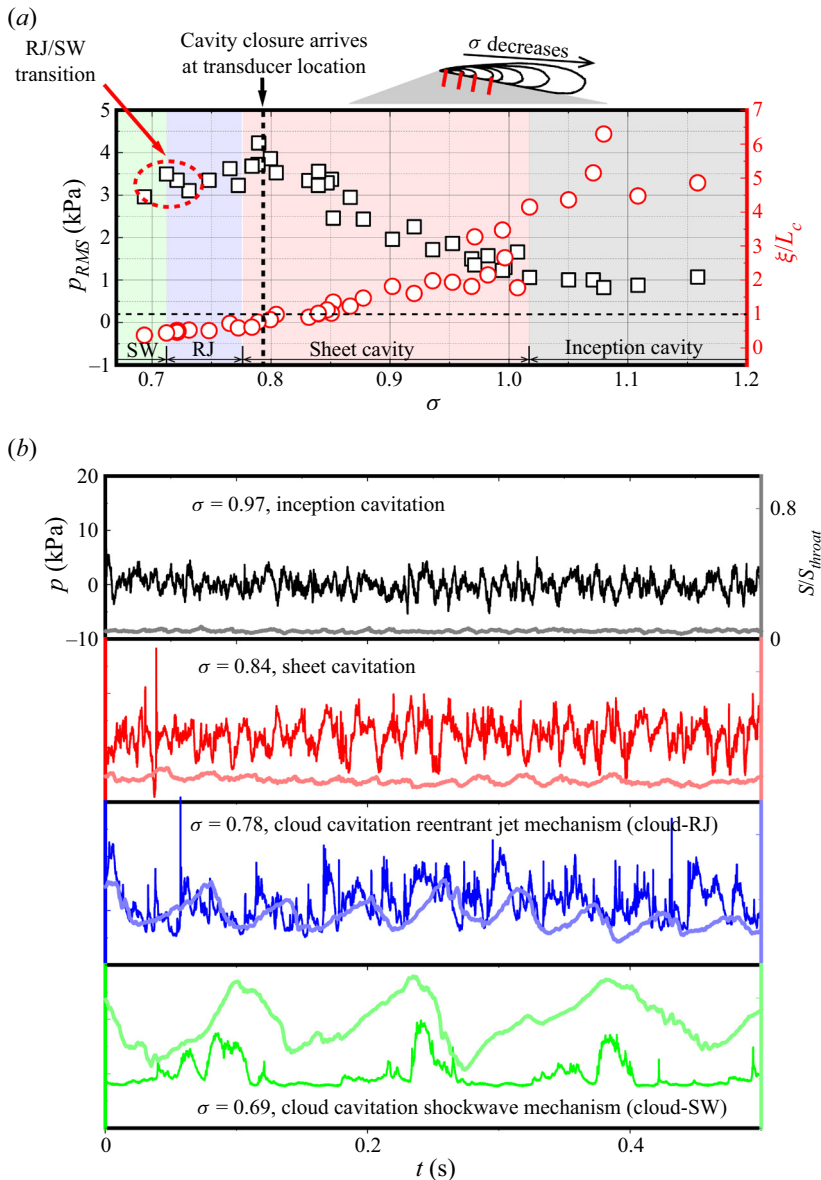 (a)
RJ/SW
transition
Cavity closure arrives
at transducer location
σ decreases
5
4
3
2
1
0
−1
p_RMS (kPa)
7
6
5
4
3
2
1
0
ξ/L_c
SW
RJ
Sheet cavity
Inception cavity
0.7
0.8
0.9
1.0
1.1
1.2
σ
(b)
20
10
0
−10
p (kPa)
σ = 0.97, inception cavitation
0.8
0
S/S_throat
σ = 0.84, sheet cavitation
σ = 0.78, cloud cavitation reentrant jet mechanism (cloud-RJ)
σ = 0.69, cloud cavitation shockwave mechanism (cloud-SW)
0
0.2
0.4
t (s)